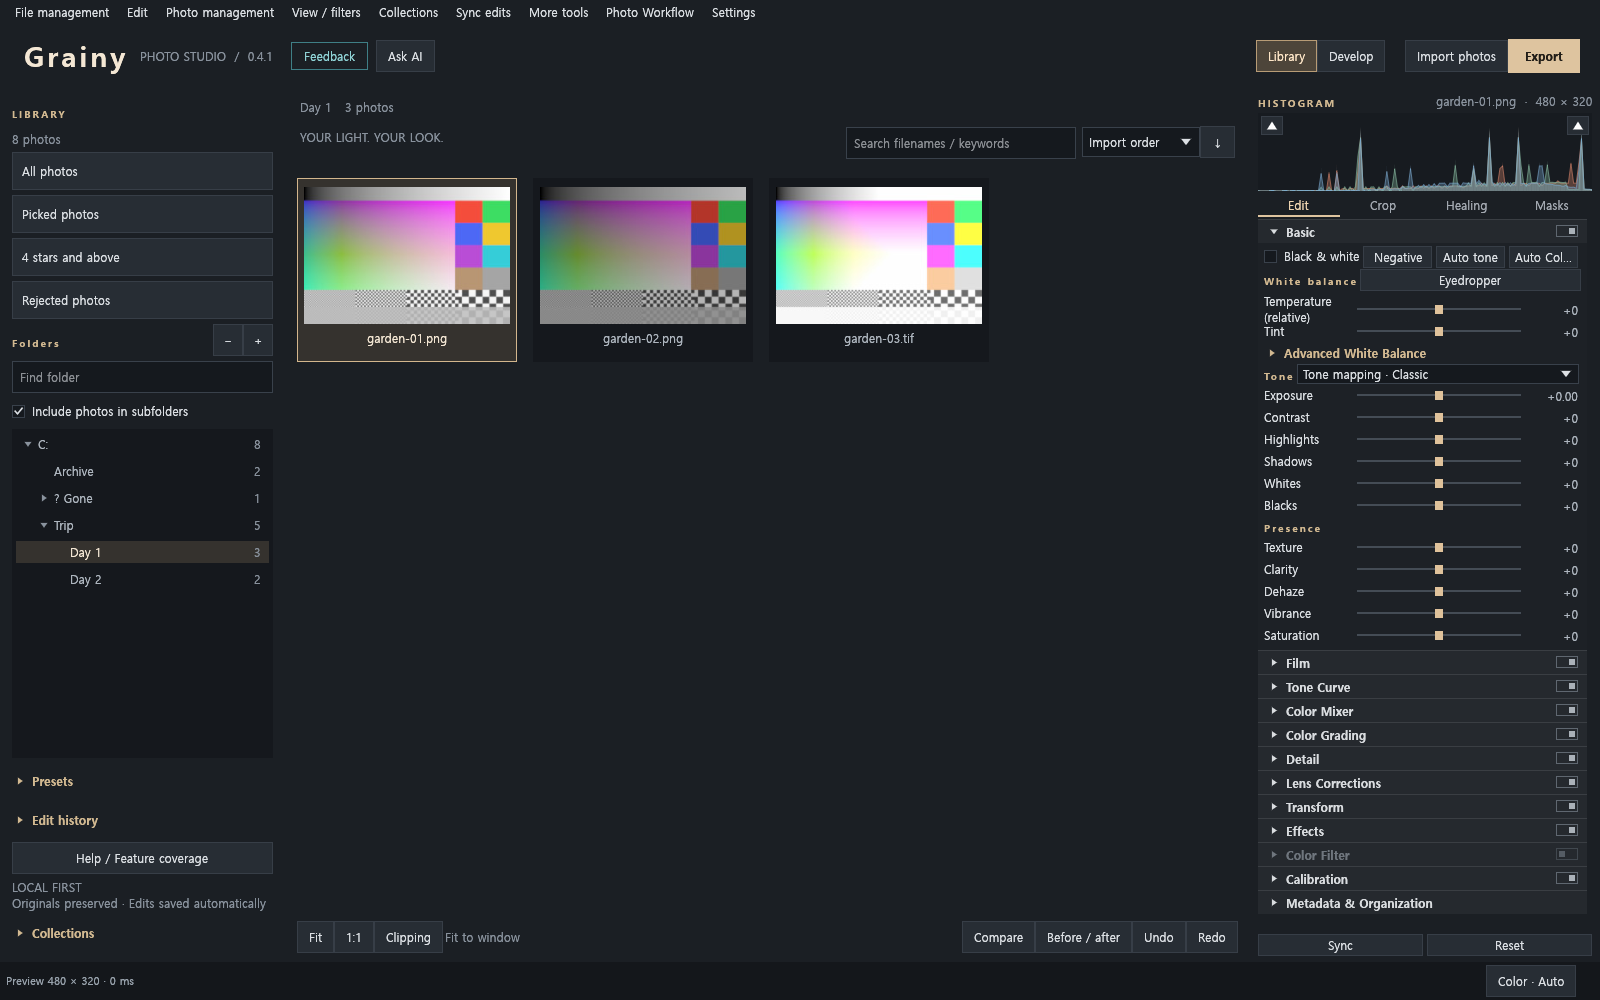 File management Edit Photo management View / filters Collections Sync edits More tools Photo Workflow Settings
Grainy PHOTO STUDIO / 0.4.1 Feedback Ask AI Library Develop Import photos Export
LIBRARY
8 photos
All photos
Picked photos
4 stars and above
Rejected photos
Folders − +
Find folder
Include photos in subfolders
C: 8
Archive 2
? Gone 1
Trip 5
Day 1 3
Day 2 2
Presets
Edit history
Help / Feature coverage
LOCAL FIRST
Originals preserved · Edits saved automatically
Collections
Day 1 3 photos
YOUR LIGHT. YOUR LOOK.
Search filenames / keywords Import order ↓
garden-01.png garden-02.png garden-03.tif
Fit 1:1 Clipping Fit to window Compare Before / after Undo Redo
HISTOGRAM garden-01.png · 480 × 320
Edit Crop Healing Masks
Basic
Black & white Negative Auto tone Auto Col...
White balance Eyedropper
Temperature
(relative) +0
Tint +0
Advanced White Balance
Tone Tone mapping · Classic
Exposure +0.00
Contrast +0
Highlights +0
Shadows +0
Whites +0
Blacks +0
Presence
Texture +0
Clarity +0
Dehaze +0
Vibrance +0
Saturation +0
Film
Tone Curve
Color Mixer
Color Grading
Detail
Lens Corrections
Transform
Effects
Color Filter
Calibration
Metadata & Organization
Sync Reset
Preview 480 × 320 · 0 ms Color · Auto